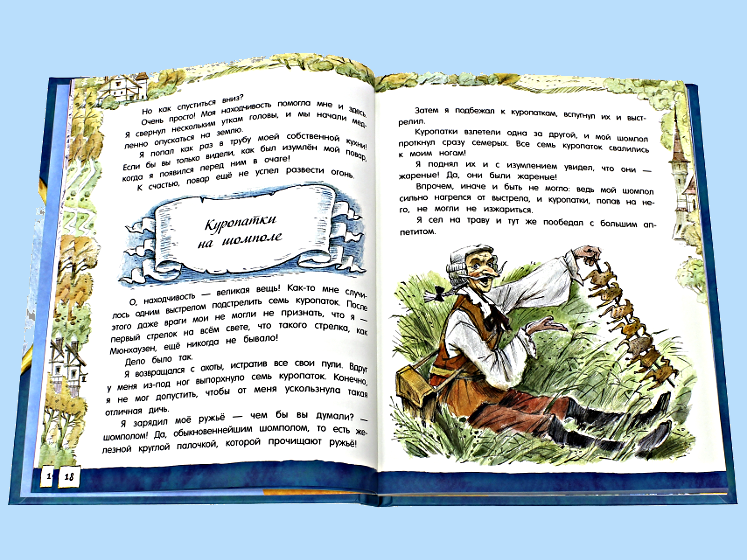 Но как спуститься вниз?
Очень просто! Моя находчивость помогла мне и здесь.
Я свернул нескольким уткам головы, и мы начали мед-
ленно опускаться на землю.
Я попал как раз в трубу моей собственной кухни!
Если бы вы только видели, как был изумлён мой повар,
когда я появился перед ним в очаге!
К счастью, повар ещё не успел развести огонь.
Куропатки
на шомполе
О, находчивость — великая вещь! Как-то мне случи-
лось одним выстрелом подстрелить семь куропаток. После
этого даже враги мои не могли не признать, что я —
первый стрелок на всём свете, что такого стрелка, как
Мюнхаузен, ещё никогда не бывало!
Дело было так.
Я возвращался с охоты, истратив все свои пули. Вдруг
у меня из-под ног выпорхнуло семь куропаток. Конечно,
я не мог допустить, чтобы от меня ускользнула такая
отличная дичь.
Я зарядил моё ружьё — чем бы вы думали? —
шомполом! Да, обыкновеннейшим шомполом, то есть же-
лезной круглой палочкой, которой прочищают ружьё!
18
Затем я подбежал к куропаткам, вспугнул их и выст-
релил.
Куропатки взлетели одна за другой, и мой шомпол
проткнул сразу семерых. Все семь куропаток свалились
к моим ногам!
Я поднял их и с изумлением увидел, что они —
жареные! Да, они были жареные!
Впрочем, иначе и быть не могло: ведь мой шомпол
сильно нагрелся от выстрела, и куропатки, попав на не-
го, не могли не изжариться.
Я сел на траву и тут же пообедал с большим ап-
петитом.